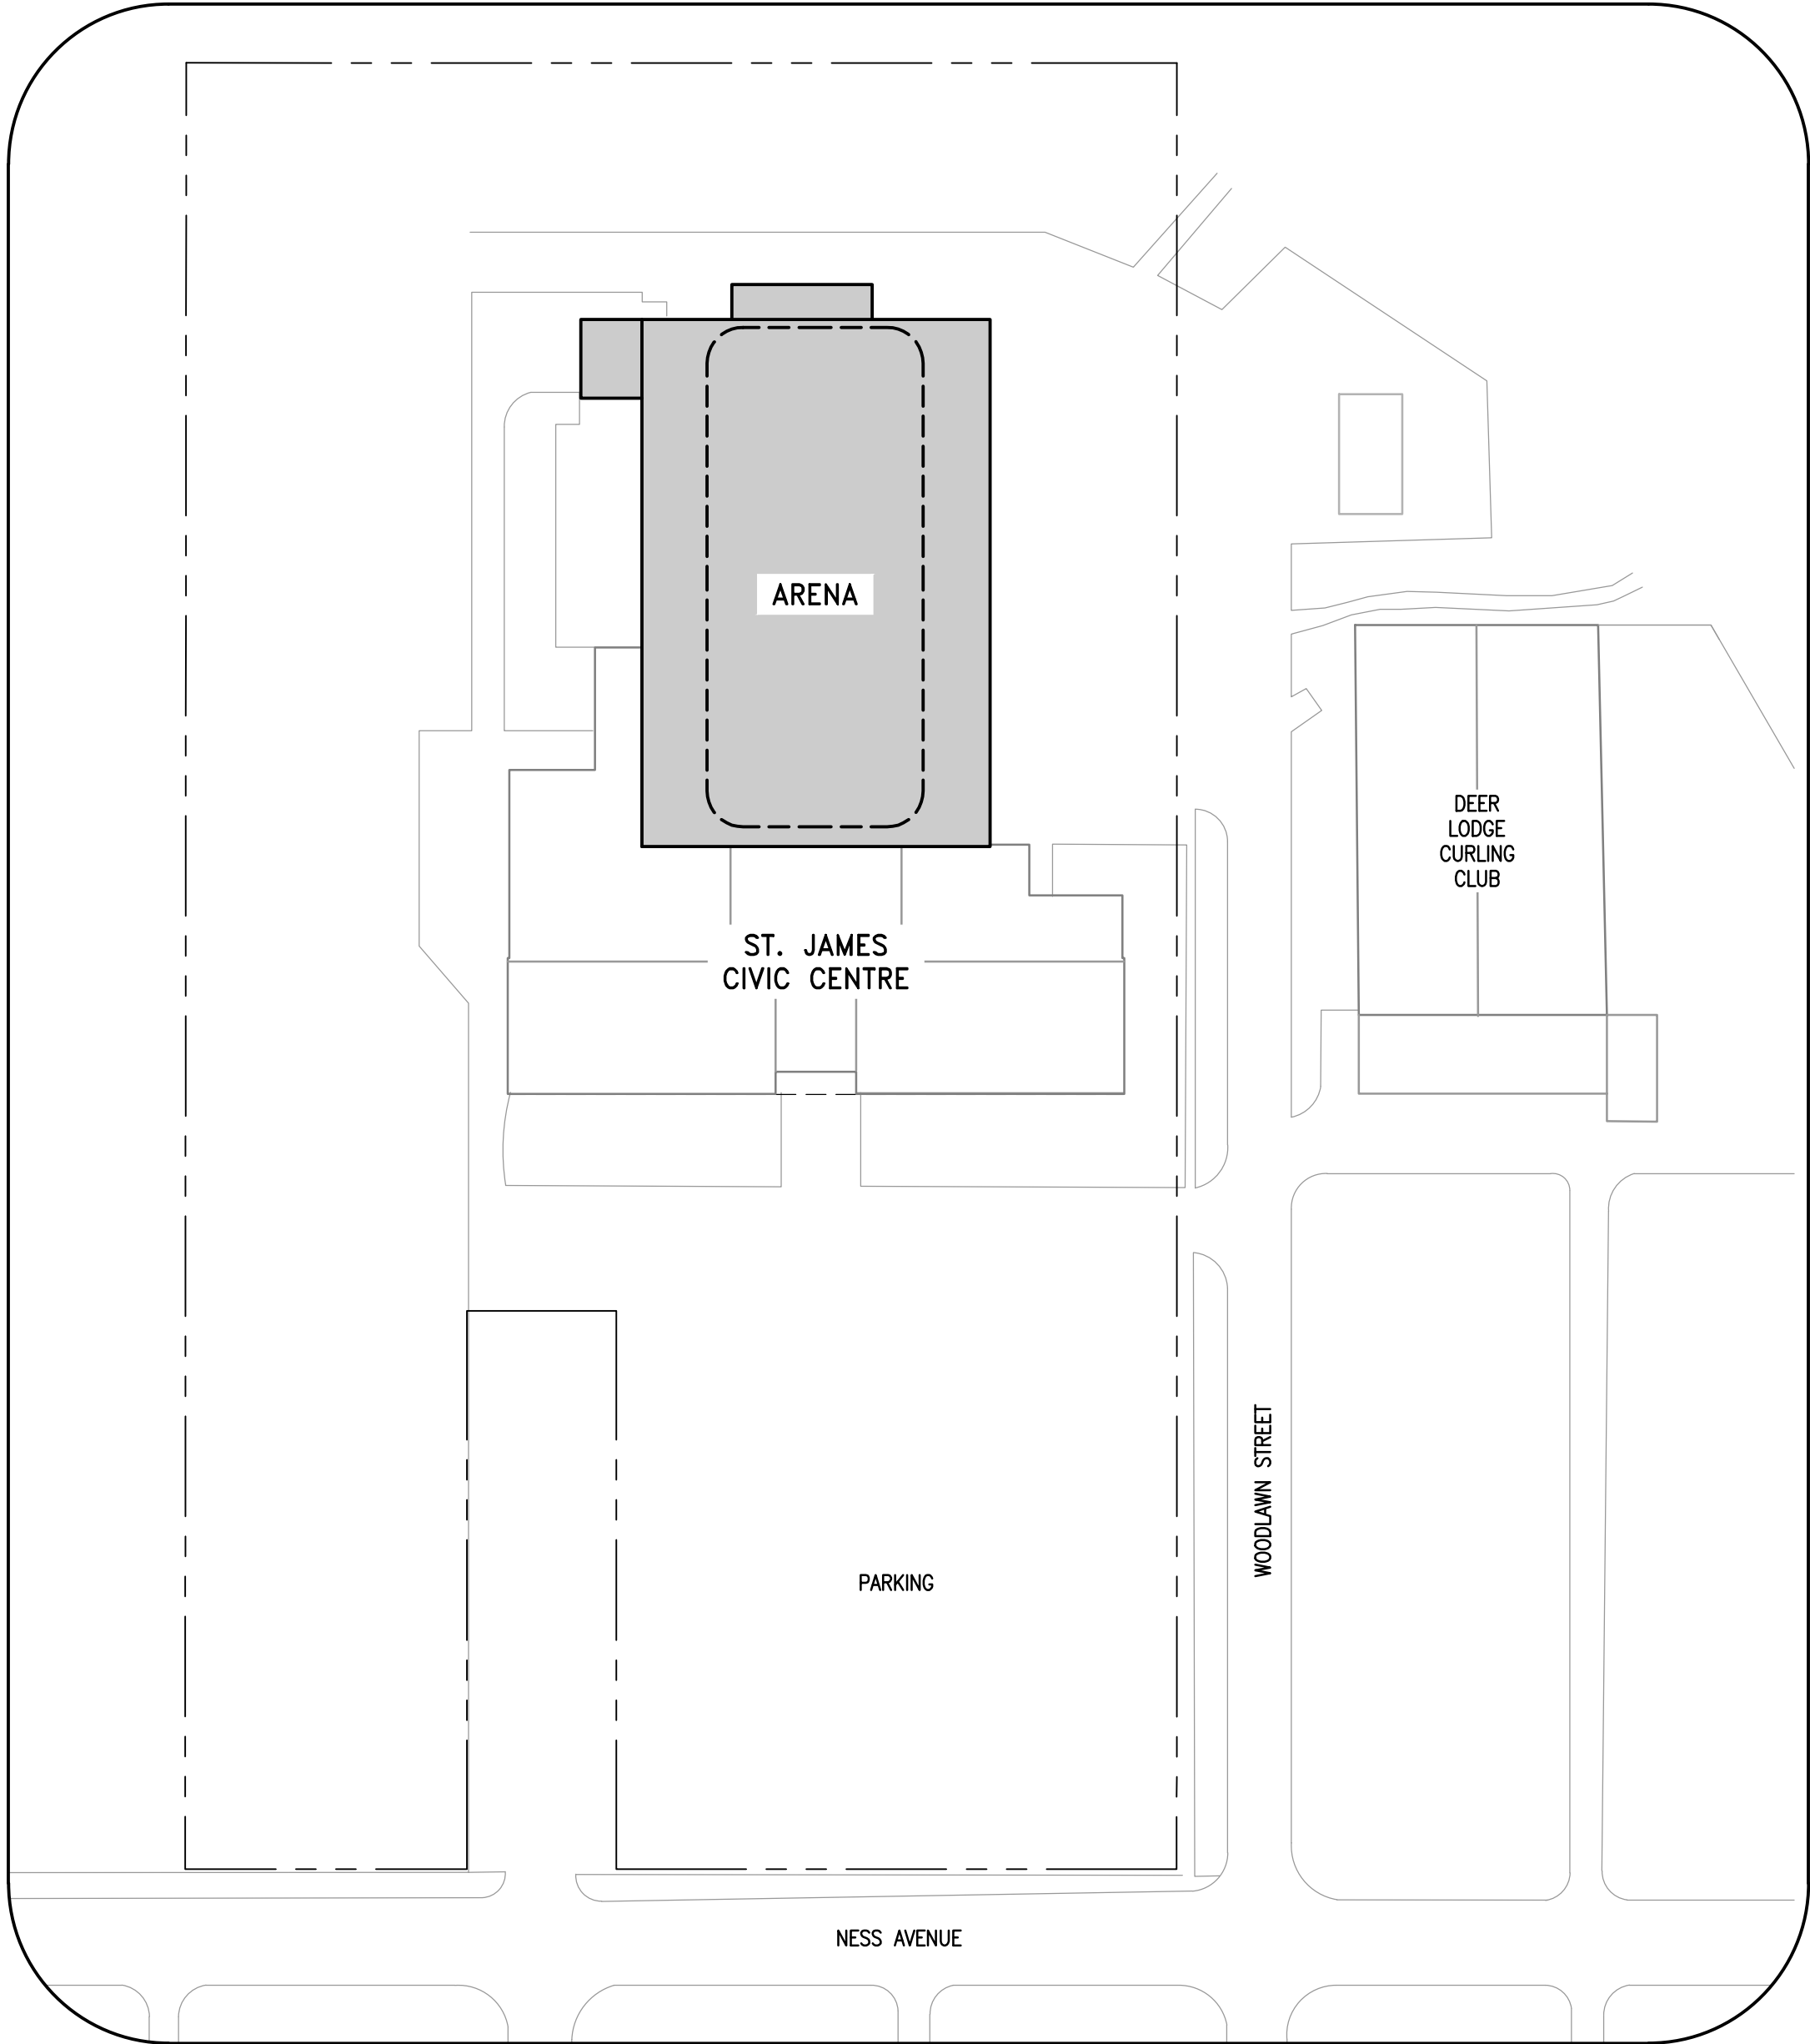 ARENA
DEER
LODGE
CURLING
CLUB
ST. JAMES
CIVIC CENTRE
WOODLAWN STREET
PARKING
NESS AVENUE